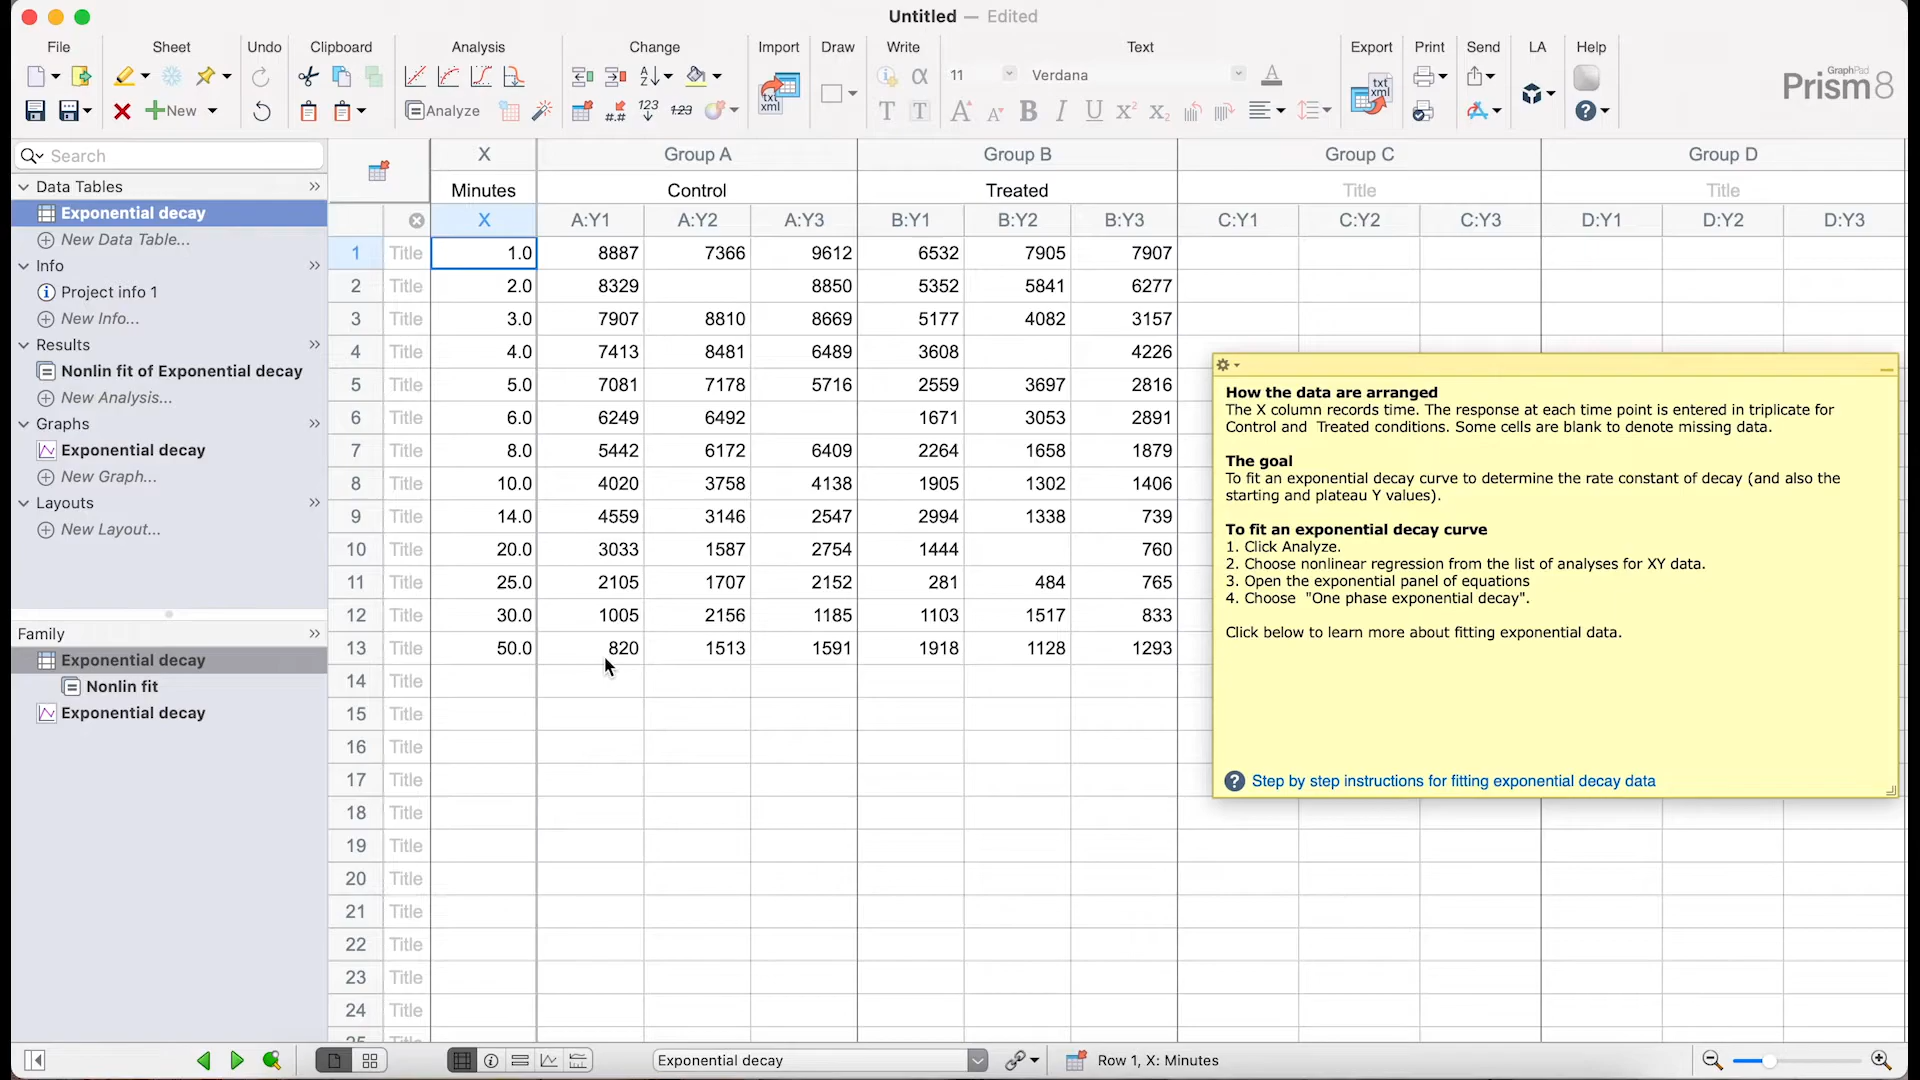 Untitled — Edited
File Sheet Undo Clipboard Analysis Change Import Draw Write Text Export Print Send LA Help
11 Verdana
New Analyze
GraphPad
Prism 8
Search
Data Tables
Exponential decay
New Data Table...
Info
Project info 1
New Info...
Results
Nonlin fit of Exponential decay
New Analysis...
Graphs
Exponential decay
New Graph...
Layouts
New Layout...
Family
Exponential decay
Nonlin fit
Exponential decay
X Group A Group B Group C Group D
Minutes Control Treated Title Title
X A:Y1 A:Y2 A:Y3 B:Y1 B:Y2 B:Y3 C:Y1 C:Y2 C:Y3 D:Y1 D:Y2 D:Y3
1 Title 1.0 8887 7366 9612 6532 7905 7907
2 Title 2.0 8329 8850 5352 5841 6277
3 Title 3.0 7907 8810 8669 5177 4082 3157
4 Title 4.0 7413 8481 6489 3608 4226
5 Title 5.0 7081 7178 5716 2559 3697 2816
6 Title 6.0 6249 6492 1671 3053 2891
7 Title 8.0 5442 6172 6409 2264 1658 1879
8 Title 10.0 4020 3758 4138 1905 1302 1406
9 Title 14.0 4559 3146 2547 2994 1338 739
10 Title 20.0 3033 1587 2754 1444 760
11 Title 25.0 2105 1707 2152 281 484 765
12 Title 30.0 1005 2156 1185 1103 1517 833
13 Title 50.0 820 1513 1591 1918 1128 1293
14 Title
15 Title
16 Title
17 Title
18 Title
19 Title
20 Title
21 Title
22 Title
23 Title
24 Title
How the data are arranged
The X column records time. The response at each time point is entered in triplicate for
Control and Treated conditions. Some cells are blank to denote missing data.
The goal
To fit an exponential decay curve to determine the rate constant of decay (and also the
starting and plateau Y values).
To fit an exponential decay curve
1. Click Analyze.
2. Choose nonlinear regression from the list of analyses for XY data.
3. Open the exponential panel of equations
4. Choose "One phase exponential decay".
Click below to learn more about fitting exponential data.
Step by step instructions for fitting exponential decay data
Exponential decay
Row 1, X: Minutes